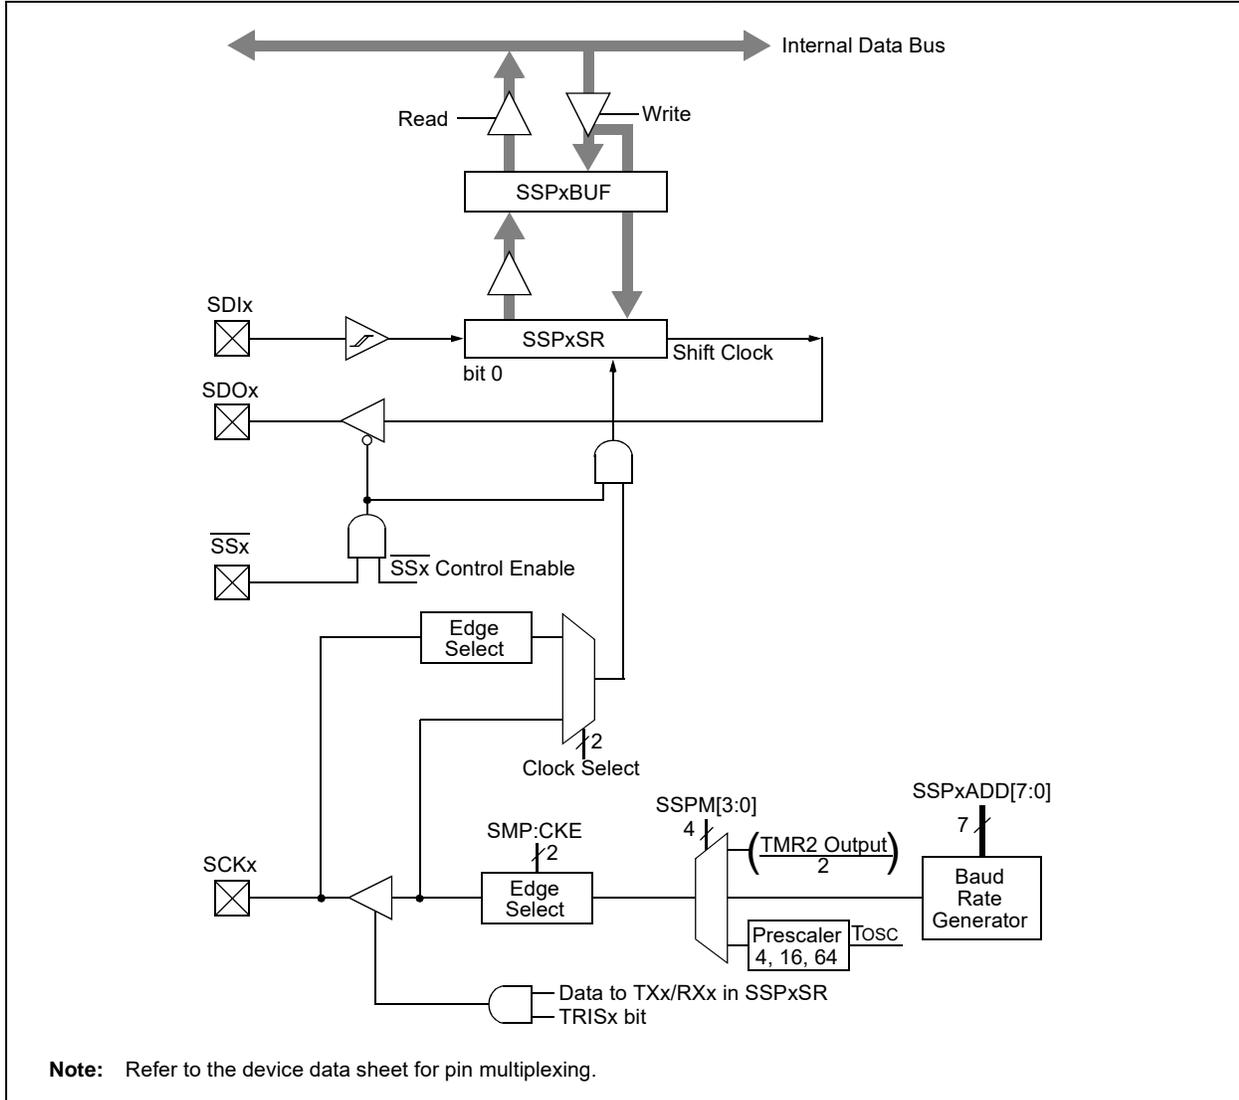 Internal Data Bus
Read
Write
SSPxBUF
SDIx
SSPxSR
Shift Clock
bit 0
SDOx
SSx
SSx Control Enable
Edge
Select
2
Clock Select
SSPxADD[7:0]
SSPM[3:0]
7
4
SMP:CKE
2
TMR2 Output
2
SCKx
Edge
Select
Baud
Rate
Generator
Prescaler
4, 16, 64
TOSC
Data to TXx/RXx in SSPxSR
TRISx bit
Note: Refer to the device data sheet for pin multiplexing.